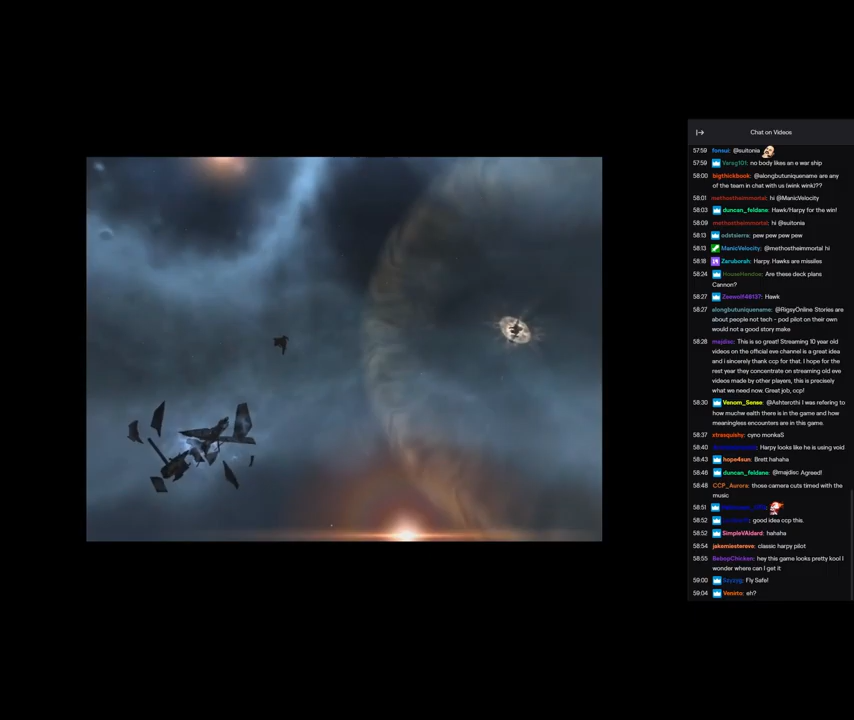 Chat on Videos
57:59 fonsui: @suitonia
57:59 Vereg101: no body likes an e war ship
58:00 bigthickbook: @alongbutuniquename are any
of the team in chat with us (wink wink)??
58:01 methostheimmortal: hi @ManicVelocity
58:03 duncan_feldane: Hawk/Harpy for the win!
58:09 methostheimmortal: hi @suitonia
58:13 odstsierra: pew pew pew pew
58:13 ManicVelocity: @methostheimmortal hi
58:18 Zaruborah: Harpy. Hawks are missiles
58:24 HouseHendos: Are these deck plans
Cannon?
58:27 Hawk
58:27 alongbutuniquename: @RigsyOnline Stories are
about people not tech - pod pilot on their own
would not a good story make
58:28 majdisc: This is so great! Streaming 10 year old
videos on the official eve channel is a great idea
and i sincerely thank ccp for that. I hope for the
rest year they concentrate on streaming old eve
videos made by other players, this is precisely
what we need now. Great job, ccp!
58:30 Venom_Sense: @Ashterothi I was refering to
how muchw ealth there is in the game and how
meaningless encounters are in this game.
58:37 xtrasquishy: cyno monkaS
58:40 Harpy looks like he is using void
58:43 hopa4sun: Brett hahaha
58:46 duncan_feldane: @majdisc Agreed!
58:48 CCP_Aurora: those camera cuts timed with the
music
58:51
58:52 good idea ccp this.
58:52 SimpleVAldard: hahaha
58:54 jakemiestereve: classic harpy pilot
58:55 BebopChicken: hey this game looks pretty kool I
wonder where can I get it
59:00 Fly Safe!
59:04 Venirto: eh?